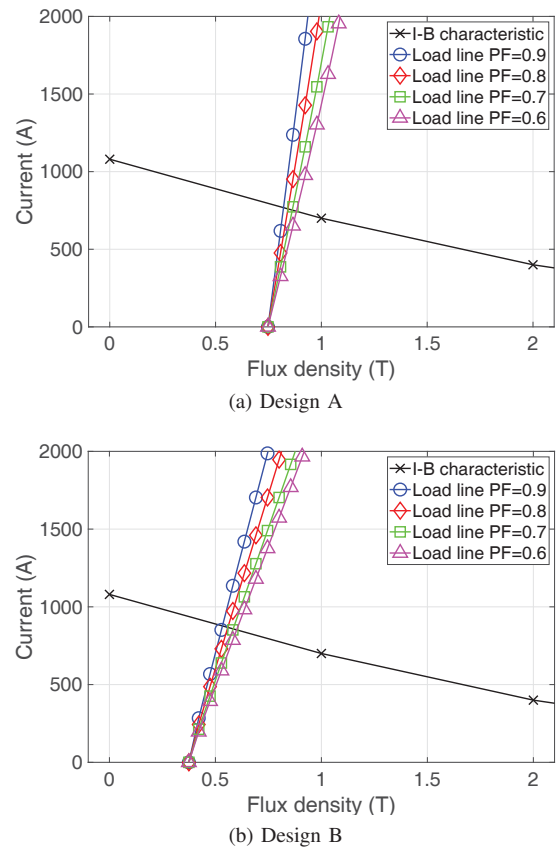 2000
1500
1000
500
0
Current (A)
I-B characteristic
Load line PF=0.9
Load line PF=0.8
Load line PF=0.7
Load line PF=0.6
0
0.5
1
1.5
2
Flux density (T)
(a) Design A
2000
1500
1000
500
0
Current (A)
I-B characteristic
Load line PF=0.9
Load line PF=0.8
Load line PF=0.7
Load line PF=0.6
0
0.5
1
1.5
2
Flux density (T)
(b) Design B